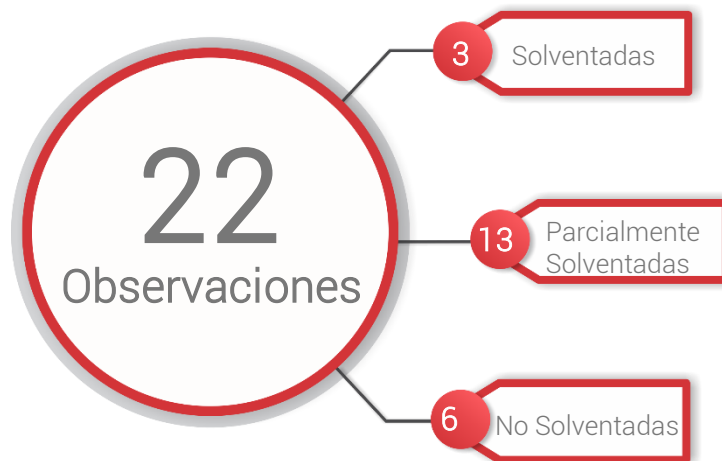 22
Observaciones
3
Solventadas
13
Parcialmente
Solventadas
6
No Solventadas